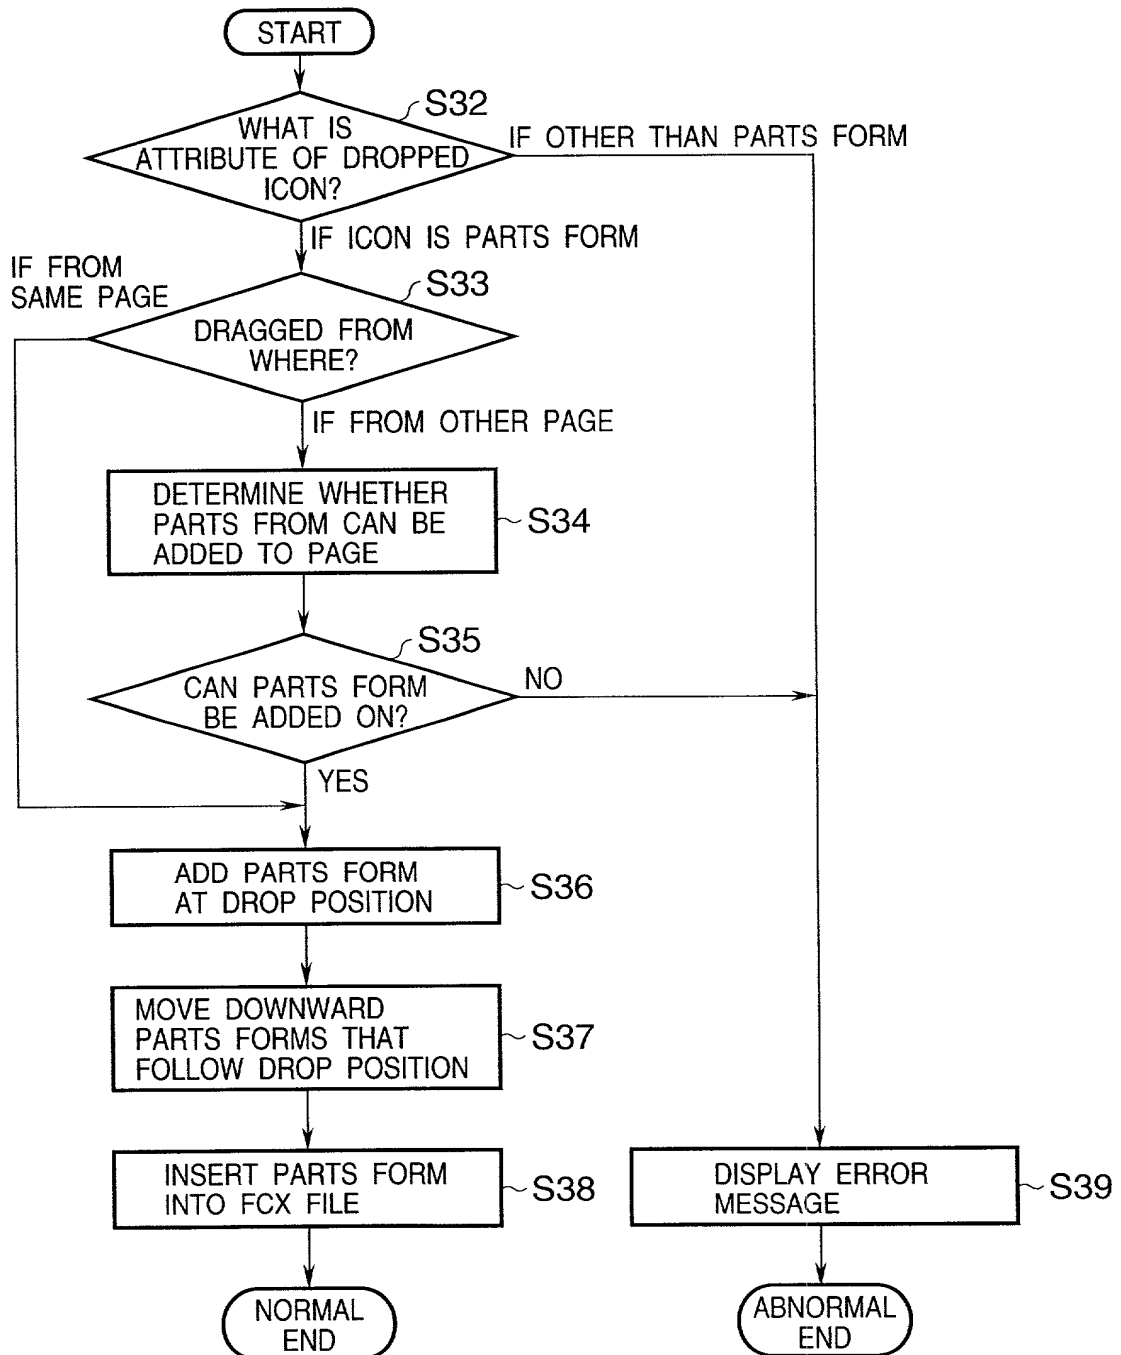 START
S32
WHAT IS
ATTRIBUTE OF DROPPED
ICON?
IF OTHER THAN PARTS FORM
IF ICON IS PARTS FORM
IF FROM
SAME PAGE
S33
DRAGGED FROM
WHERE?
IF FROM OTHER PAGE
DETERMINE WHETHER
PARTS FROM CAN BE
ADDED TO PAGE
S34
S35
CAN PARTS FORM
BE ADDED ON?
NO
YES
ADD PARTS FORM
AT DROP POSITION
S36
MOVE DOWNWARD
PARTS FORMS THAT
FOLLOW DROP POSITION
S37
INSERT PARTS FORM
INTO FCX FILE
S38
DISPLAY ERROR
MESSAGE
S39
NORMAL
END
ABNORMAL
END